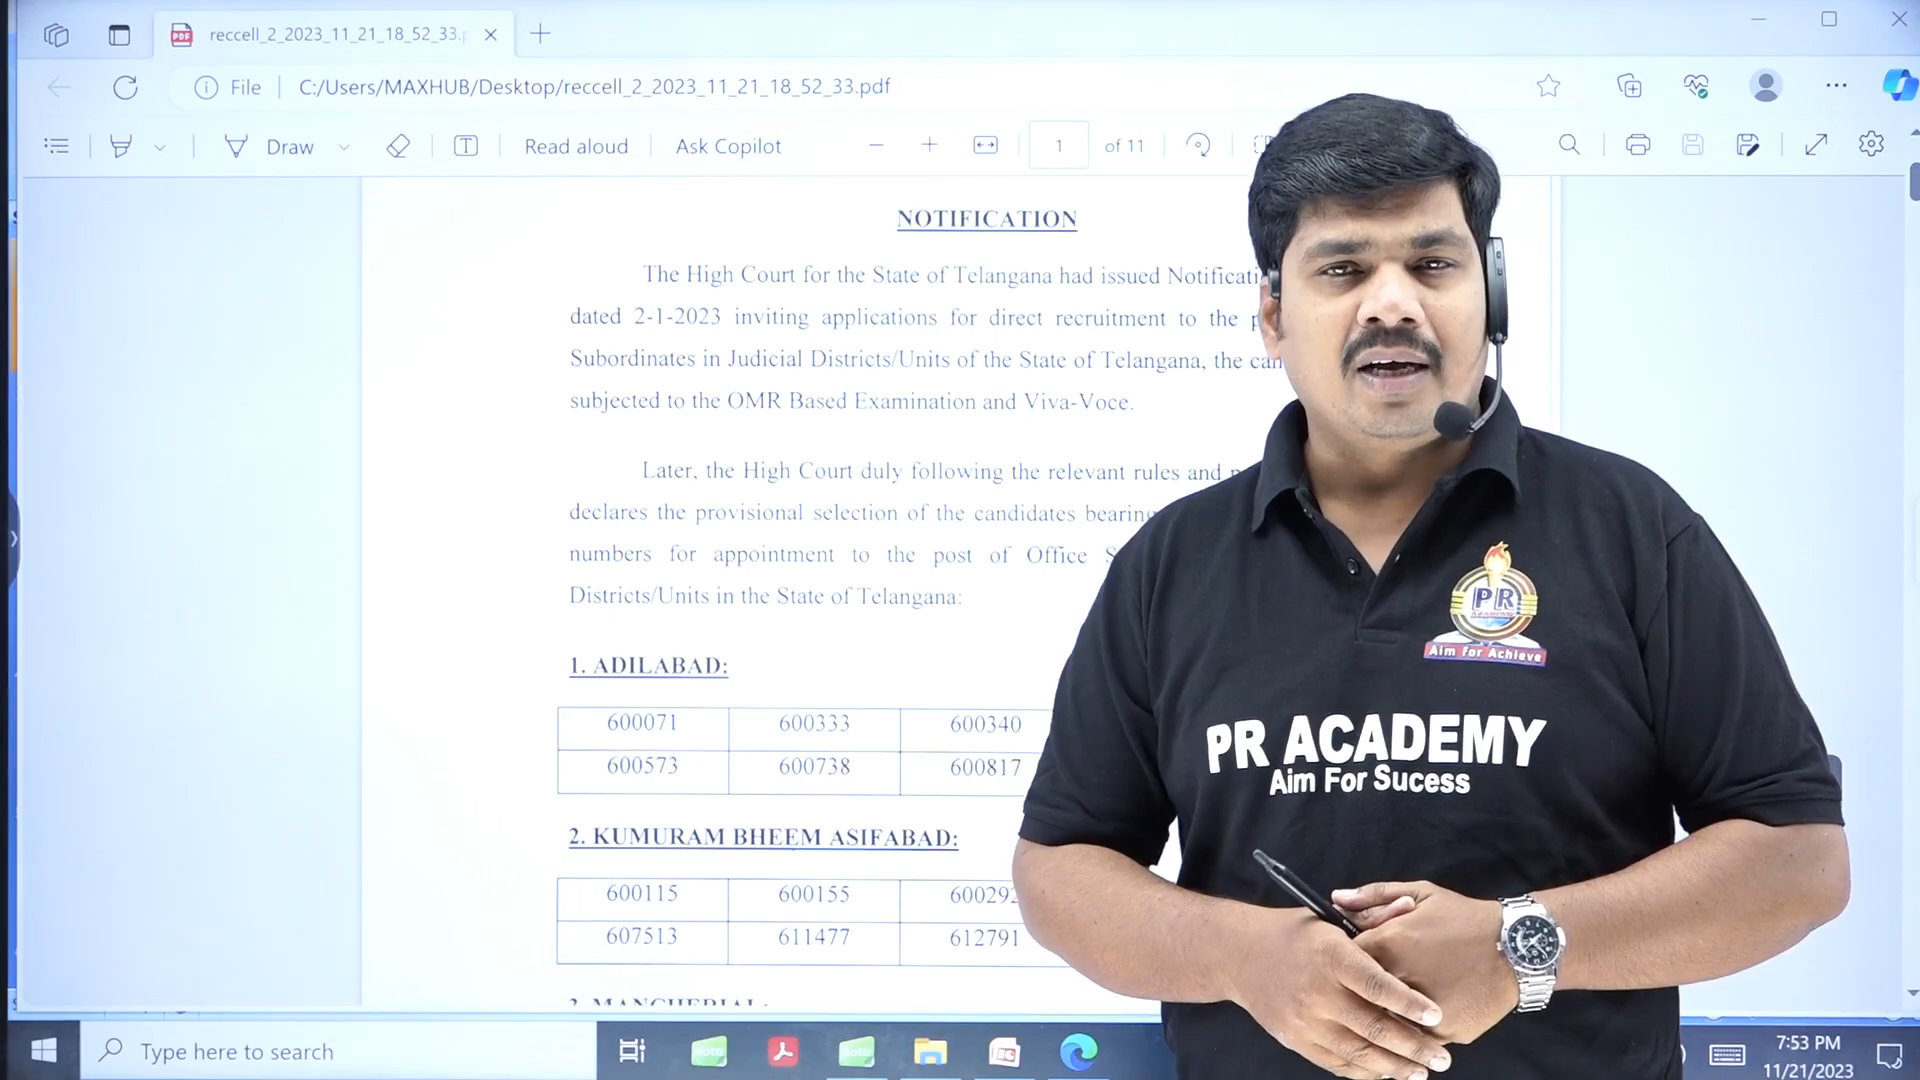 reccell_2_2023_11_21_18_52_33.p
File
C:/Users/MAXHUB/Desktop/reccell_2_2023_11_21_18_52_33.pdf
Draw
Read aloud
Ask Copilot
1
of 11
NOTIFICATION
The High Court for the State of Telangana had issued
dated 2-1-2023 inviting applications for direct recruitment to the
Subordinates in Judicial Districts/Units of the State of Telangana, the
subjected to the OMR Based Examination and Viva-Voce.
Later, the High Court duly following the relevant rules and
declares the provisional selection of the candidates bearing
numbers for appointment to the post of Office
Districts/Units in the State of Telangana:
1. ADILABAD:
600071 600333 600340
600573 600738 600817
2. KUMURAM BHEEM ASIFABAD:
600115 600155 600292
607513 611477 612791
PR
ACADEMY
Aim for Achieve
PR ACADEMY
Aim For Sucess
Type here to search
7:53 PM
11/21/2023